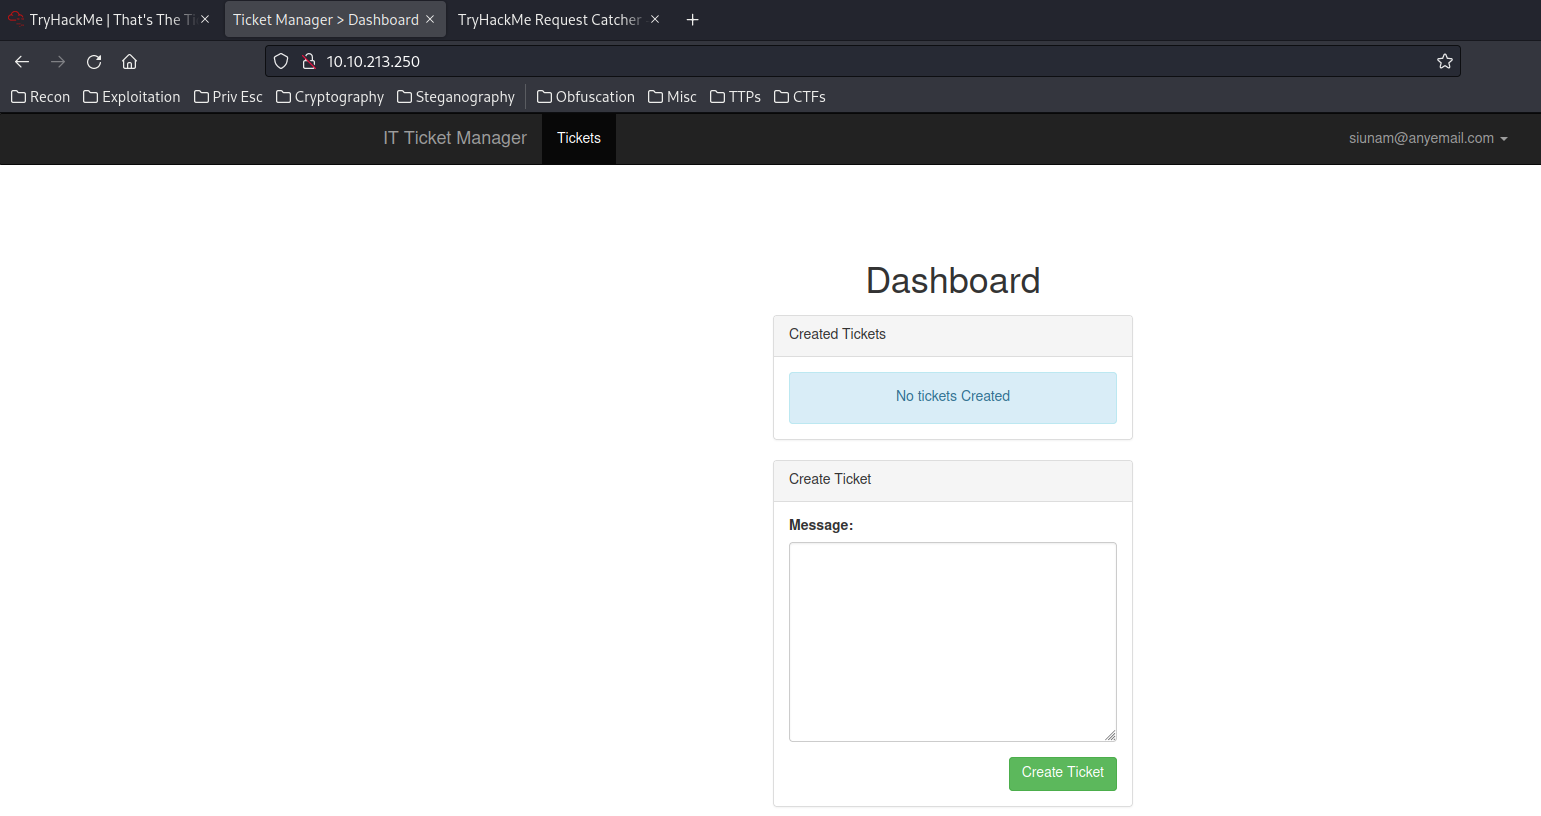 TryHackMe | That's The Ti
Ticket Manager > Dashboard
TryHackMe Request Catcher
10.10.213.250
Recon Exploitation Priv Esc Cryptography Steganography Obfuscation Misc TTPs CTFs
IT Ticket Manager Tickets siunam@anyemail.com
Dashboard
Created Tickets
No tickets Created
Create Ticket
Message:
Create Ticket